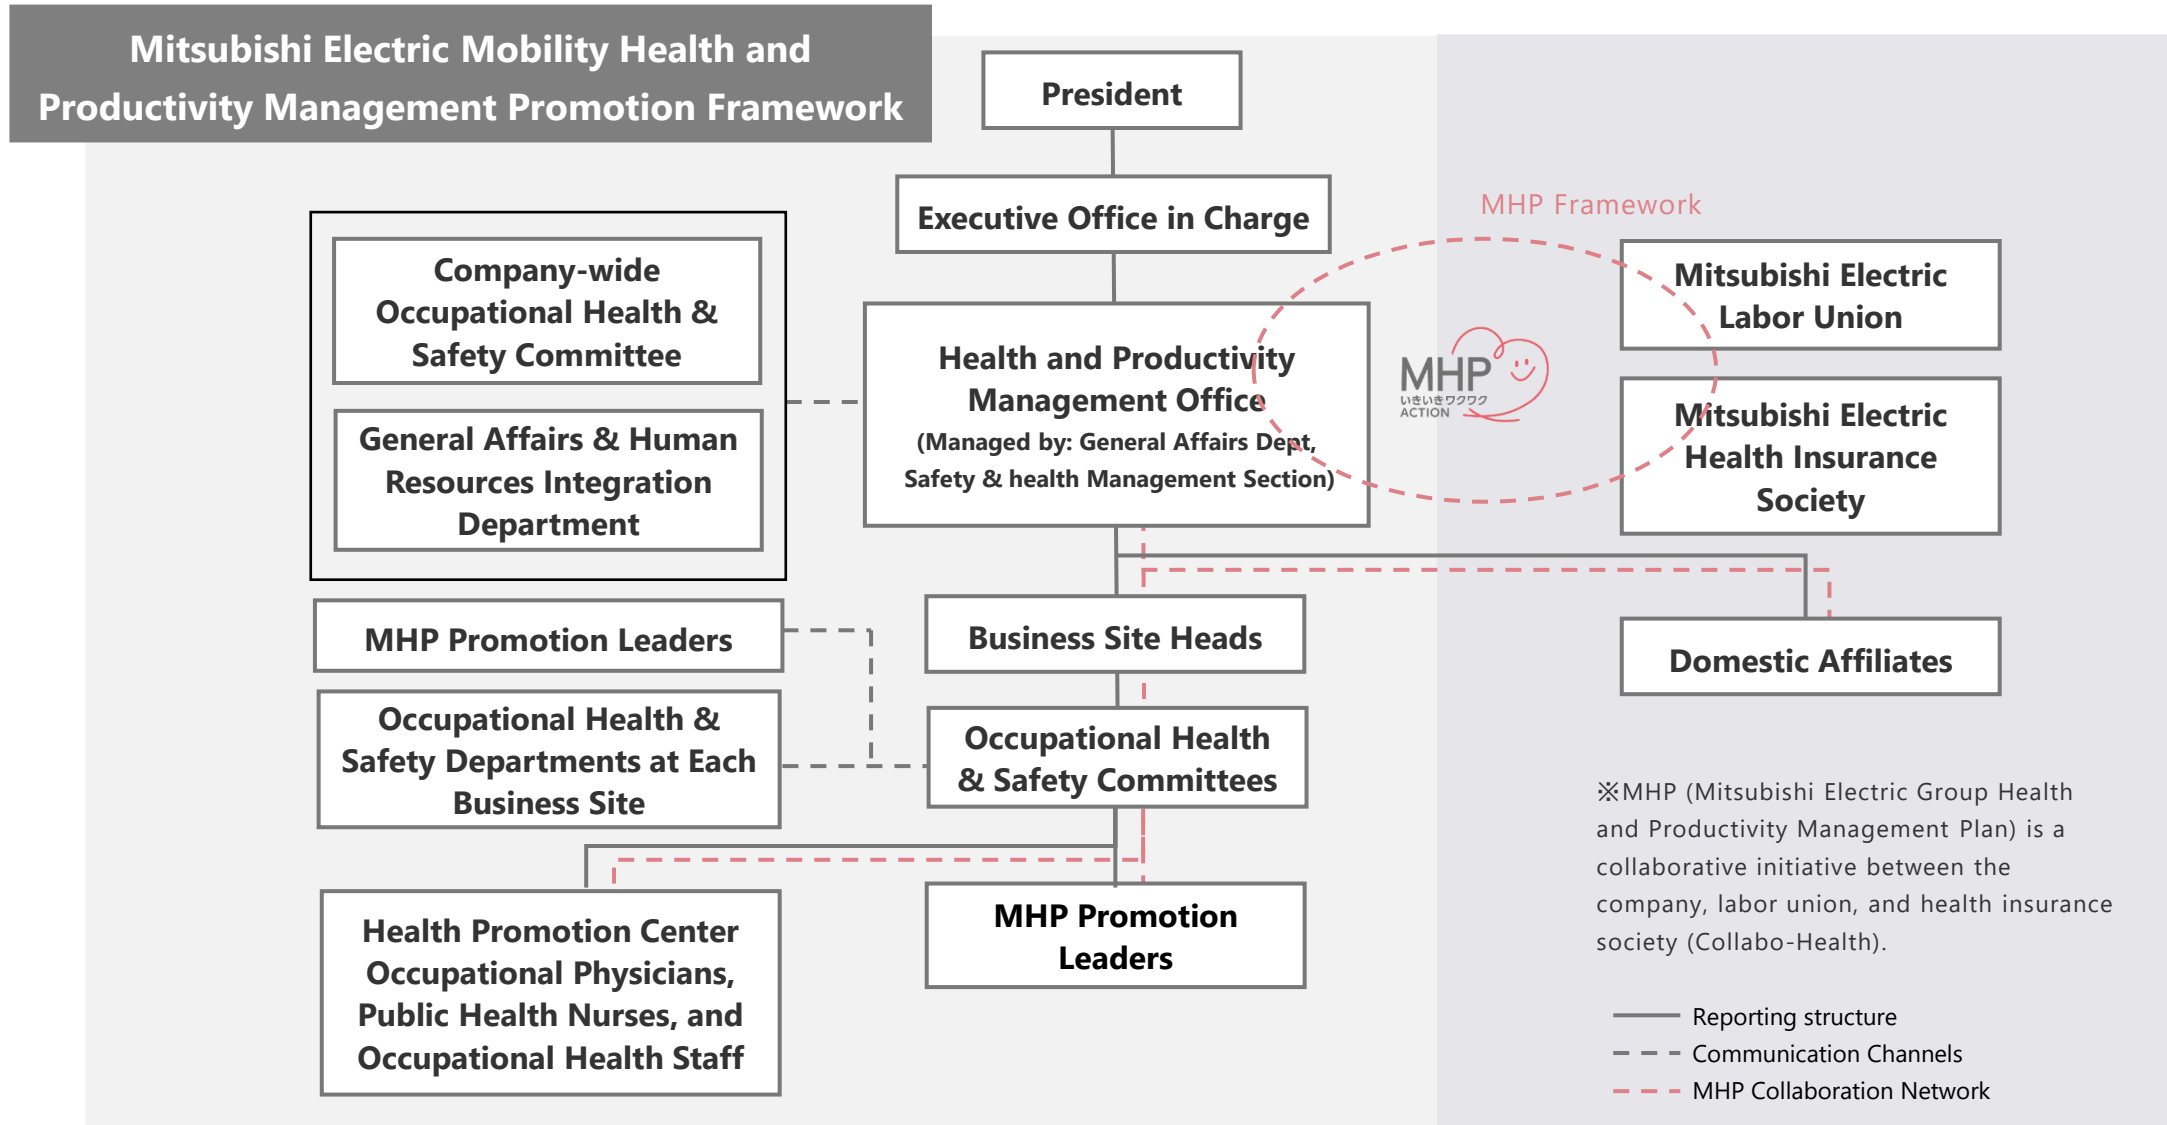 Mitsubishi Electric Mobility Health and
Productivity Management Promotion Framework
President
Executive Office in Charge
Company-wide
Occupational Health &
Safety Committee
General Affairs & Human
Resources Integration
Department
Health and Productivity
Management Office
(Managed by: General Affairs Dept,
Safety & health Management Section)
MHP Framework
MHP
いきいきワクワク
ACTION
Mitsubishi Electric
Labor Union
Mitsubishi Electric
Health Insurance
Society
MHP Promotion Leaders
Occupational Health &
Safety Departments at Each
Business Site
Business Site Heads
Occupational Health
& Safety Committees
Domestic Affiliates
Health Promotion Center
Occupational Physicians,
Public Health Nurses, and
Occupational Health Staff
MHP Promotion
Leaders
※MHP (Mitsubishi Electric Group Health
and Productivity Management Plan) is a
collaborative initiative between the
company, labor union, and health insurance
society (Collabo-Health).
Reporting structure
Communication Channels
MHP Collaboration Network